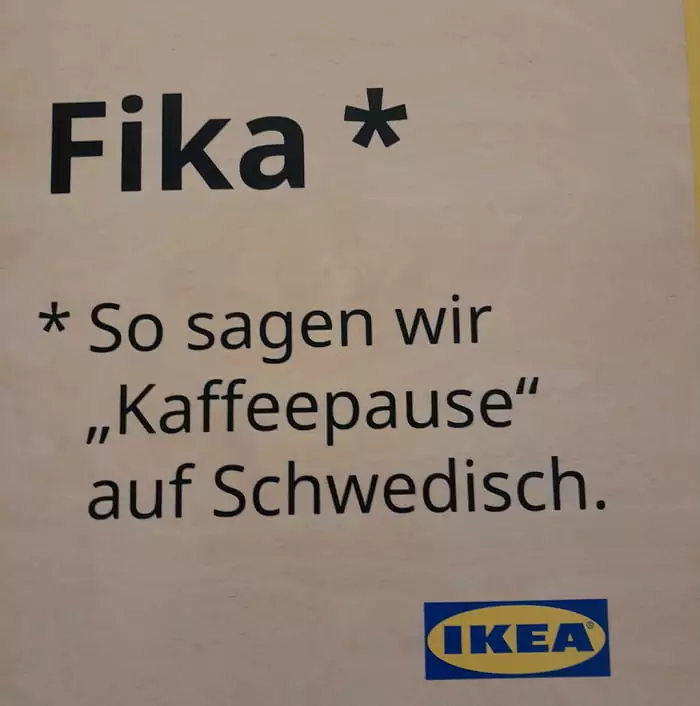 Fika *
* So sagen wir
„Kaffeepause“
auf Schwedisch.
IKEA®